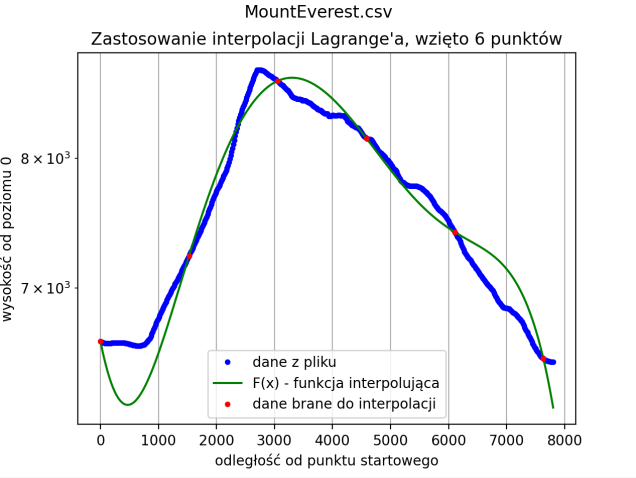 MountEverest.csv
Zastosowanie interpolacji Lagrange'a, wzięto 6 punktów
wysokość od poziomu 0
8 × 10³
7 × 10³
dane z pliku
F(x) - funkcja interpolująca
dane brane do interpolacji
0 1000 2000 3000 4000 5000 6000 7000 8000
odległość od punktu startowego